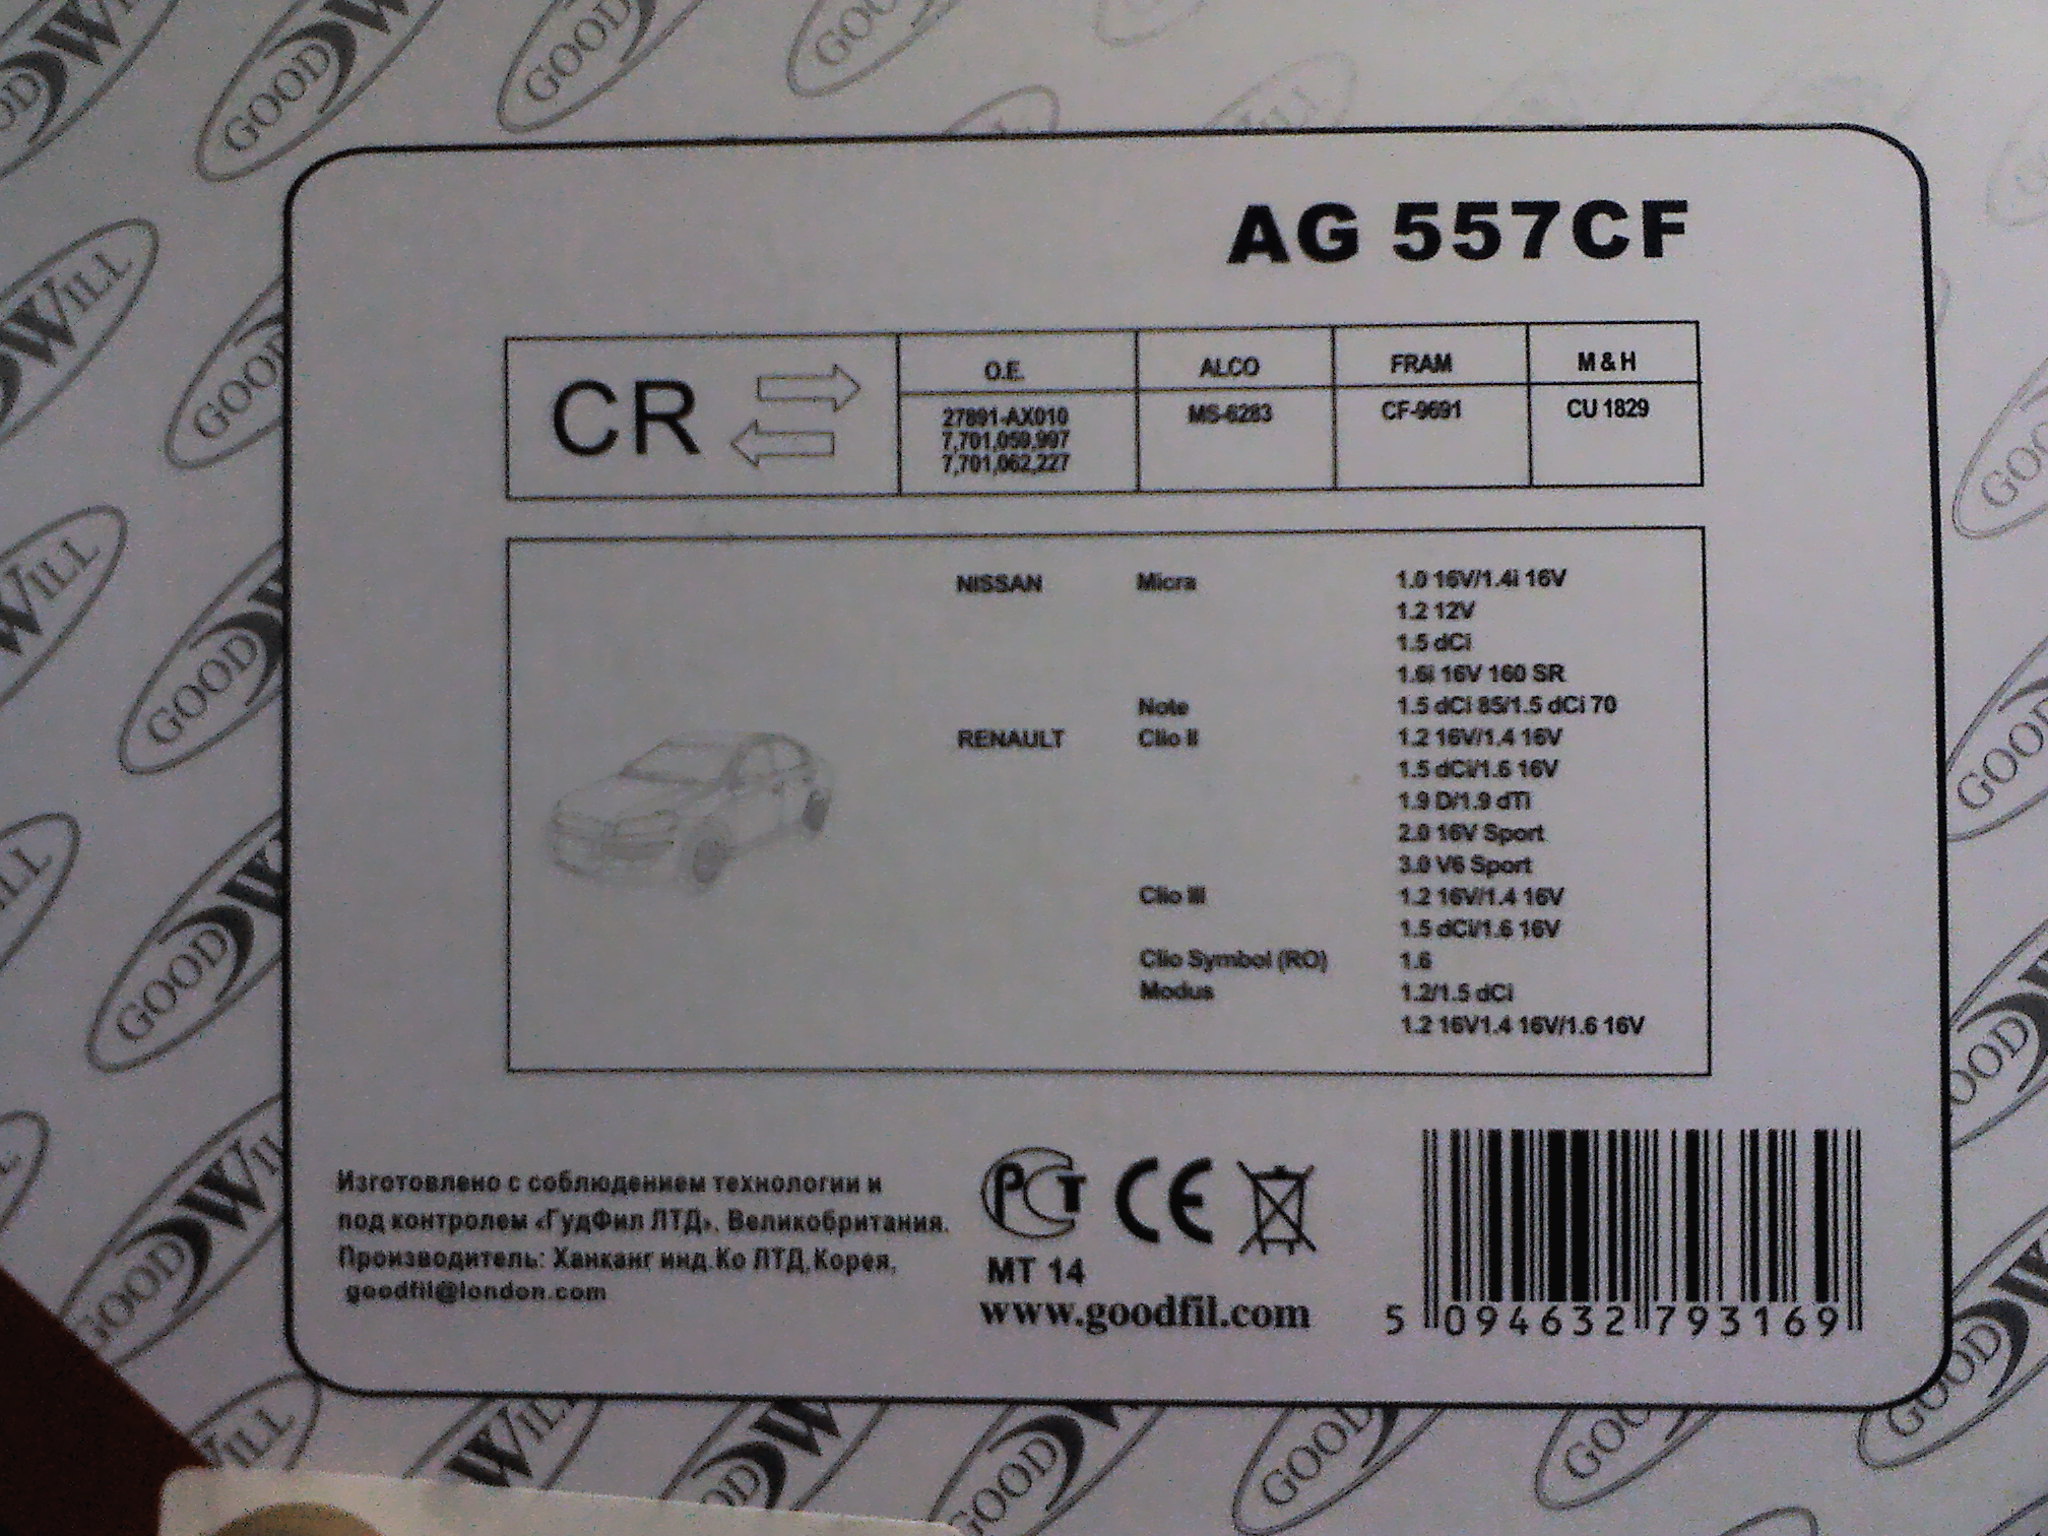 AG 557CF
CR O.E. ALCO FRAM M & H
27891-AX010 MS-6283 CF-9691 CU 1829
7,701,059,997
7,701,062,227
NISSAN Micra 1.0 16V/1.4i 16V
1.2 12V
1.5 dCi
1.6i 16V 160 SR
Note 1.5 dCi 85/1.5 dCi 70
RENAULT Clio II 1.2 16V/1.4 16V
1.5 dCi/1.6 16V
1.9 D/1.9 dTi
2.0 16V Sport
3.0 V6 Sport
Clio III 1.2 16V/1.4 16V
1.5 dCi/1.6 16V
Clio Symbol (RO) 1.6
Modus 1.2/1.5 dCi
1.2 16V1.4 16V/1.6 16V
Изготовлено с соблюдением технологии и
под контролем «ГудФил ЛТД», Великобритания.
Производитель: Ханканг инд.Ко ЛТД,Корея,
goodfil@london.com
РСТ CE
МТ 14
www.goodfil.com
5 094632 793169
GOODWILL